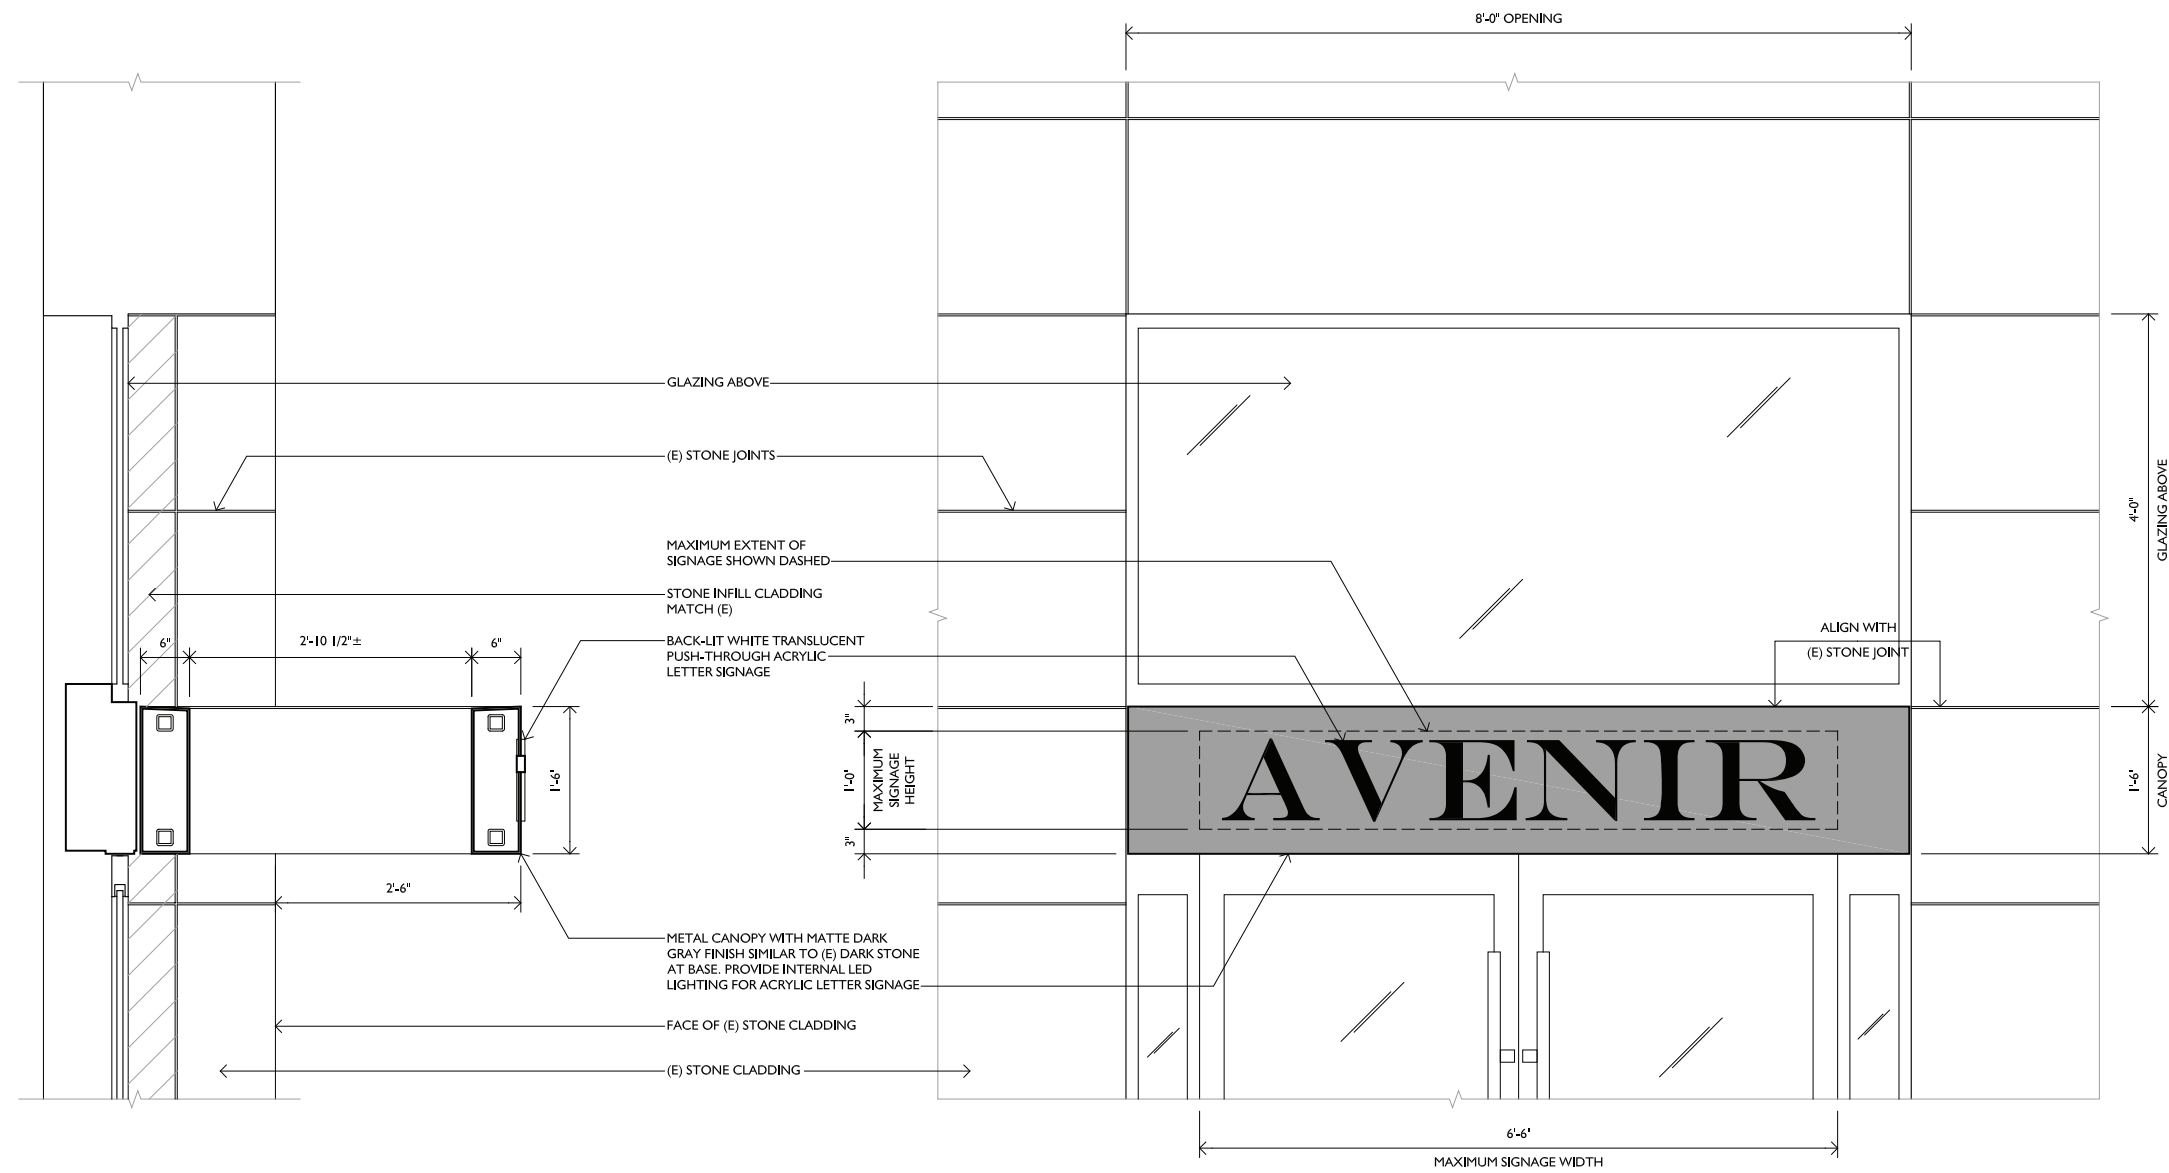 8'-0" OPENING
GLAZING ABOVE
(E) STONE JOINTS
MAXIMUM EXTENT OF
SIGNAGE SHOWN DASHED
STONE INFILL CLADDING
MATCH (E)
6"
2'-10 1/2"±
6"
BACK-LIT WHITE TRANSLUCENT
PUSH-THROUGH ACRYLIC
LETTER SIGNAGE
1'-6"
2'-6"
METAL CANOPY WITH MATTE DARK
GRAY FINISH SIMILAR TO (E) DARK STONE
AT BASE. PROVIDE INTERNAL LED
LIGHTING FOR ACRYLIC LETTER SIGNAGE
FACE OF (E) STONE CLADDING
(E) STONE CLADDING
3"
1'-0"
MAXIMUM
SIGNAGE
HEIGHT
3"
ALIGN WITH
(E) STONE JOINT
AVENIR
4'-0"
GLAZING ABOVE
1'-6"
CANOPY
6'-6"
MAXIMUM SIGNAGE WIDTH